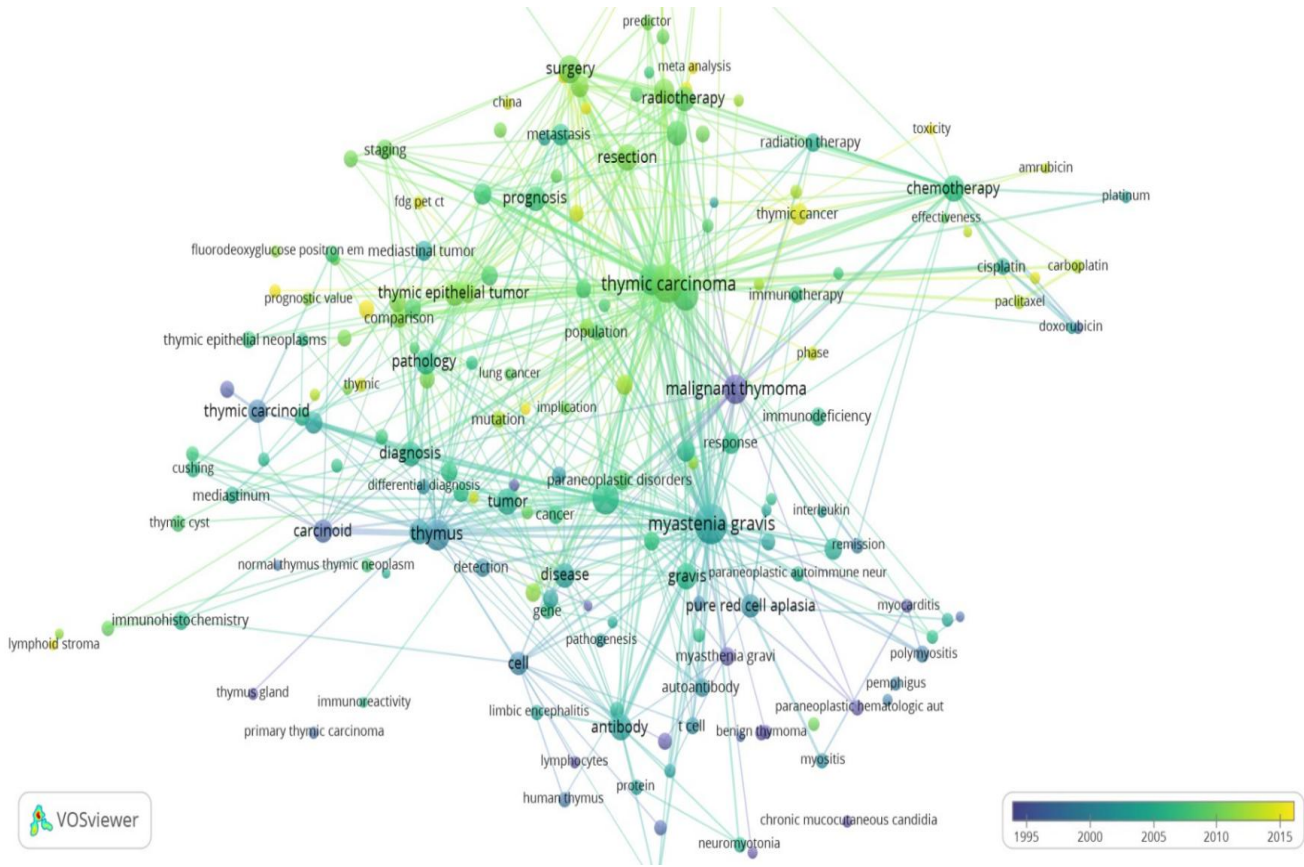 predictor
surgery
meta analysis
radiotherapy
china
metastasis
toxicity
radiation therapy
staging
resection
amrubicin
chemotherapy
platinum
prognosis
fdg pet ct
thymic cancer
effectiveness
fluorodeoxyglucose positron em
mediastinal tumor
cisplatin
carboplatin
thymic carcinoma
thymic epithelial tumor
immunotherapy
prognostic value
paclitaxel
comparison
doxorubicin
population
thymic epithelial neoplasms
phase
pathology
lung cancer
thymic
malignant thymoma
thymic carcinoid
implication
mutation
immunodeficiency
response
diagnosis
cushing
paraneoplastic disorders
differential diagnosis
mediastinum
tumor
interleukin
cancer
thymic cyst
myastenia gravis
carcinoid
thymus
remission
normal thymus thymic neoplasm
detection
disease
gravis
paraneoplastic autoimmune neur
pure red cell aplasia
myocarditis
gene
immunohistochemistry
pathogenesis
lymphoid stroma
myasthenia gravi
polymyositis
cell
pemphigus
thymus gland
autoantibody
immunoreactivity
paraneoplastic hematologic aut
limbic encephalitis
antibody
t cell
benign thymoma
primary thymic carcinoma
lymphocytes
myositis
protein
human thymus
VOSviewer
chronic mucocutaneous candidia
neuromyotonia
1995
2000
2005
2010
2015